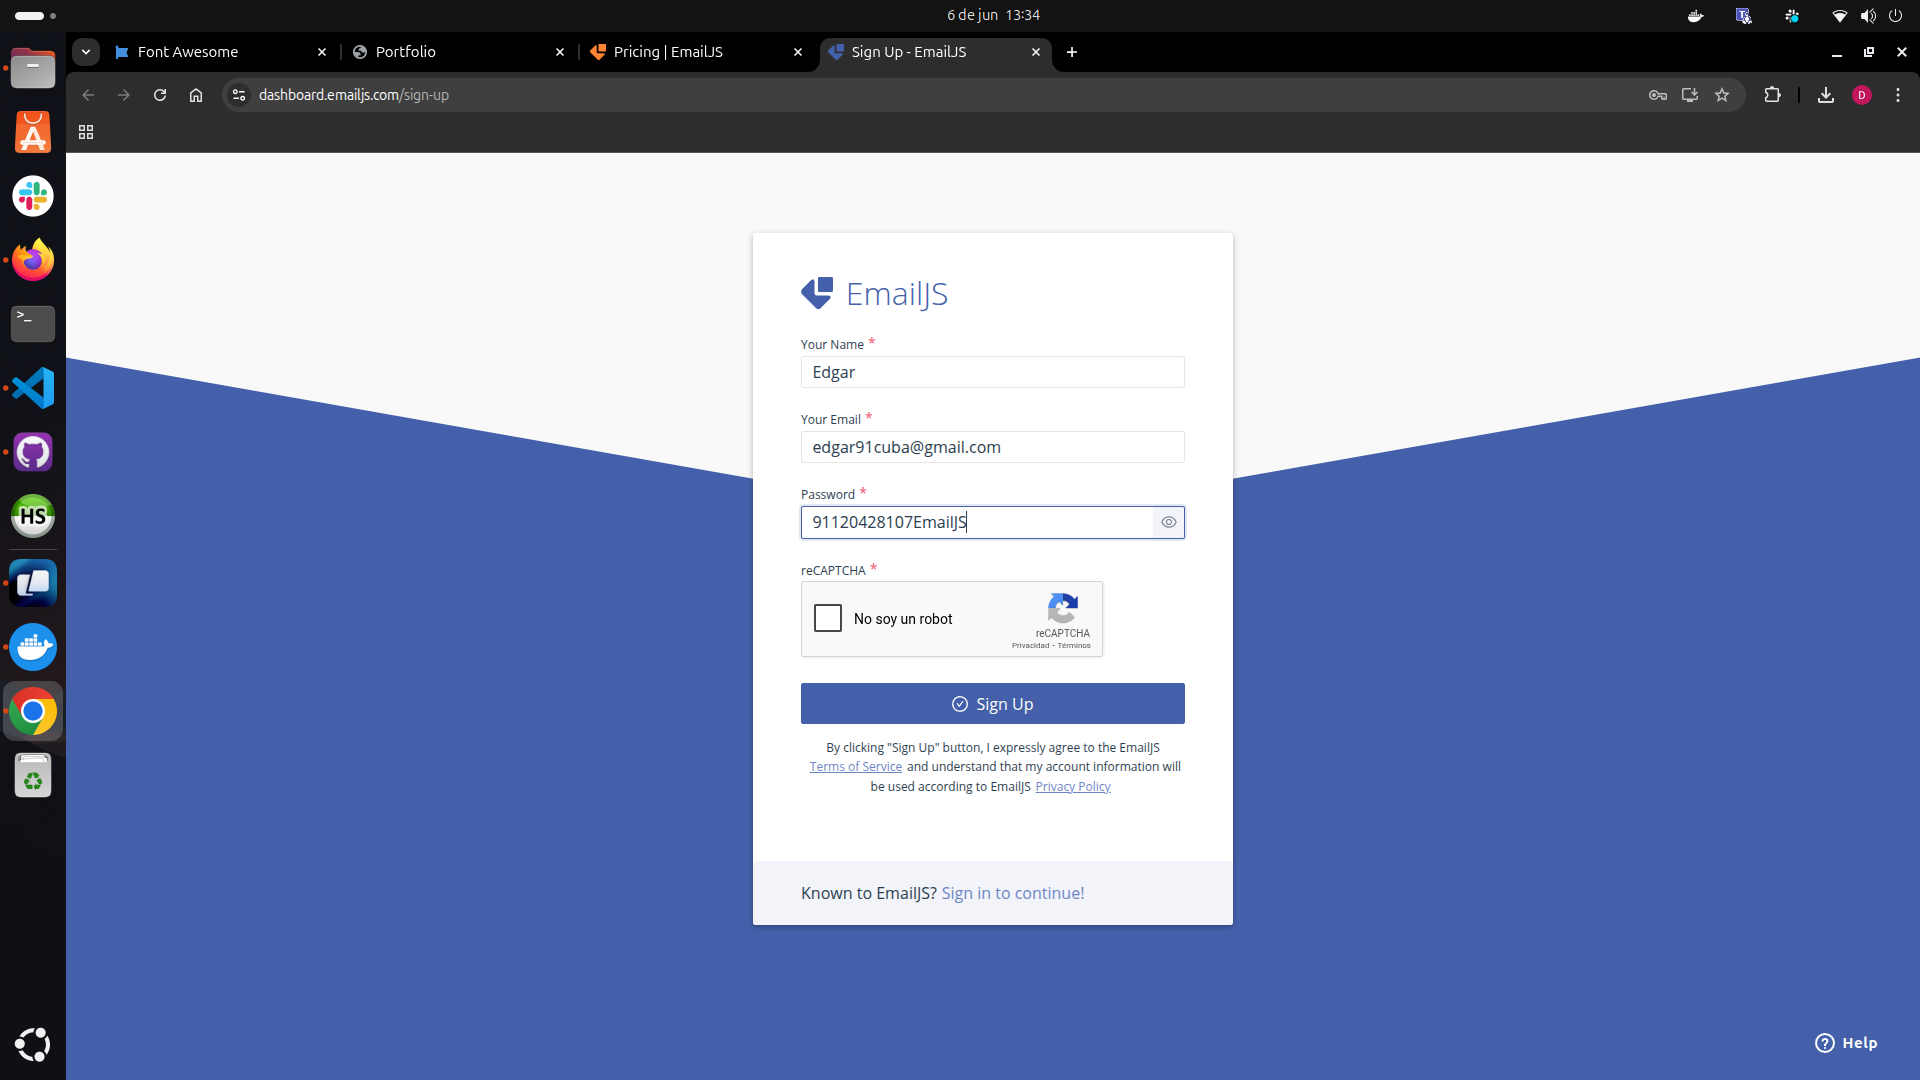 6 de jun 13:34
Font Awesome
Portfolio
Pricing | EmailJS
Sign Up - EmailJS
dashboard.emailjs.com/sign-up
D
EmailJS
Your Name *
Edgar
Your Email *
edgar91cuba@gmail.com
Password *
91120428107EmailJS
reCAPTCHA *
No soy un robot
reCAPTCHA
Privacidad - Términos
Sign Up
By clicking "Sign Up" button, I expressly agree to the EmailJS
Terms of Service and understand that my account information will
be used according to EmailJS Privacy Policy
Known to EmailJS? Sign in to continue!
Help
>_
HS